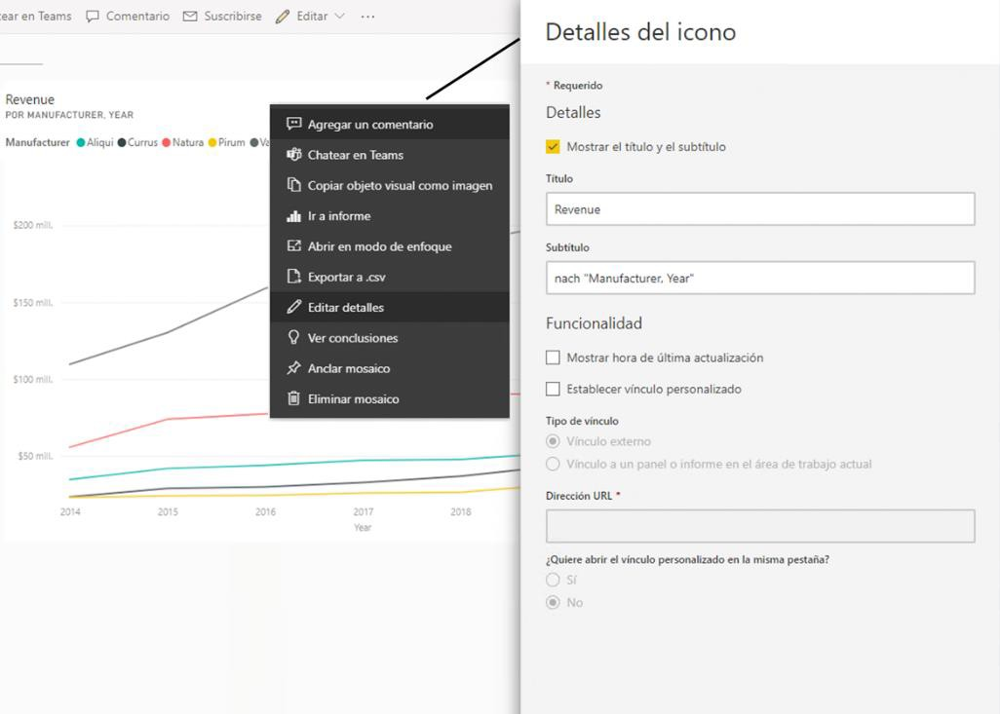 ear en Teams Comentario Suscribirse Editar ...
Revenue
POR MANUFACTURER, YEAR
Manufacturer Aliqui Currus Natura Pirum Va
$200 mill.
$150 mill.
$100 mill.
$50 mill.
2014 2015 2016 2017 2018
Year
Agregar un comentario
Chatear en Teams
Copiar objeto visual como imagen
Ir a informe
Abrir en modo de enfoque
Exportar a .csv
Editar detalles
Ver conclusiones
Anclar mosaico
Eliminar mosaico
Detalles del icono
* Requerido
Detalles
Mostrar el título y el subtítulo
Título
Revenue
Subtítulo
nach "Manufacturer, Year"
Funcionalidad
Mostrar hora de última actualización
Establecer vínculo personalizado
Tipo de vínculo
Vínculo externo
Vínculo a un panel o informe en el área de trabajo actual
Dirección URL *
¿Quiere abrir el vínculo personalizado en la misma pestaña?
Sí
No